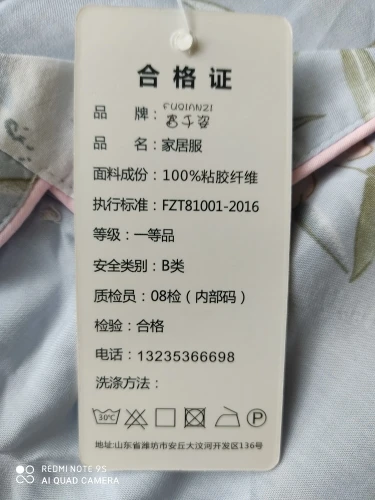 合格证
品 牌：
品 名：家居服
面料成份：100%粘胶纤维
执行标准：FZT81001-2016
等级：一等品
安全类别：B类
质检员：08检（内部码）
检验：合格
电话：13235366698
洗涤方法：
30℃
P
地址:山东省潍坊市安丘大汶河开发区136号
REDMI NOTE 9S
AI QUAD CAMERA